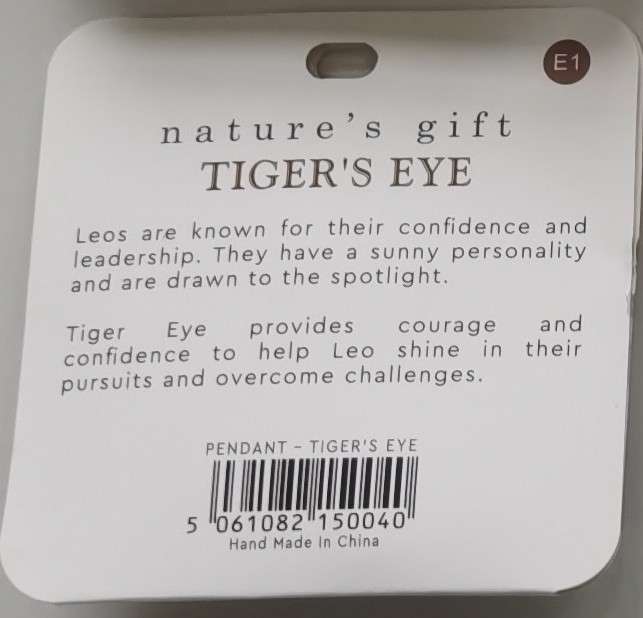 E1
nature's gift
TIGER'S EYE
Leos are known for their confidence and
leadership. They have a sunny personality
and are drawn to the spotlight.
Tiger Eye provides courage and
confidence to help Leo shine in their
pursuits and overcome challenges.
PENDANT - TIGER'S EYE
5 061082 150040
Hand Made In China